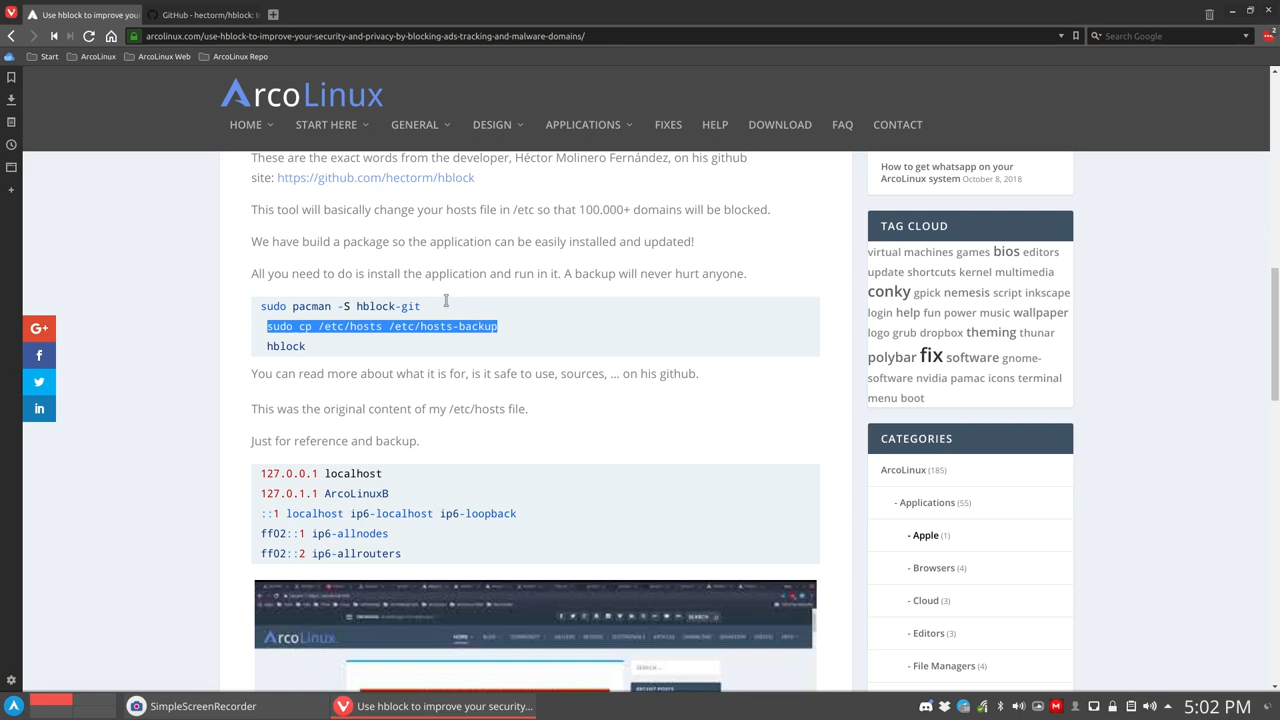 Use hblock to improve your
GitHub - hectorm/hblock: I
arcolinux.com/use-hblock-to-improve-your-security-and-privacy-by-blocking-ads-tracking-and-malware-domains/
Search Google
2
Start
ArcoLinux
ArcoLinux Web
ArcoLinux Repo
ArcoLinux
HOME
START HERE
GENERAL
DESIGN
APPLICATIONS
FIXES
HELP
DOWNLOAD
FAQ
CONTACT
These are the exact words from the developer, Héctor Molinero Fernández, on his github
site: https://github.com/hectorm/hblock
This tool will basically change your hosts file in /etc so that 100.000+ domains will be blocked.
We have build a package so the application can be easily installed and updated!
All you need to do is install the application and run in it. A backup will never hurt anyone.
sudo pacman -S hblock-git
sudo cp /etc/hosts /etc/hosts-backup
hblock
You can read more about what it is for, is it safe to use, sources, ... on his github.
This was the original content of my /etc/hosts file.
Just for reference and backup.
127.0.0.1 localhost
127.0.1.1 ArcoLinuxB
::1 localhost ip6-localhost ip6-loopback
ff02::1 ip6-allnodes
ff02::2 ip6-allrouters
How to get whatsapp on your
ArcoLinux system October 8, 2018
TAG CLOUD
virtual machines games bios editors
update shortcuts kernel multimedia
conky gpick nemesis script inkscape
login help fun power music wallpaper
logo grub dropbox theming thunar
polybar fix software gnome-
software nvidia pamac icons terminal
menu boot
CATEGORIES
ArcoLinux (185)
- Applications (55)
- Apple (1)
- Browsers (4)
- Cloud (3)
- Editors (3)
- File Managers (4)
G+
f
in
ArcoLinux
SimpleScreenRecorder
Use hblock to improve your security...
5:02 PM